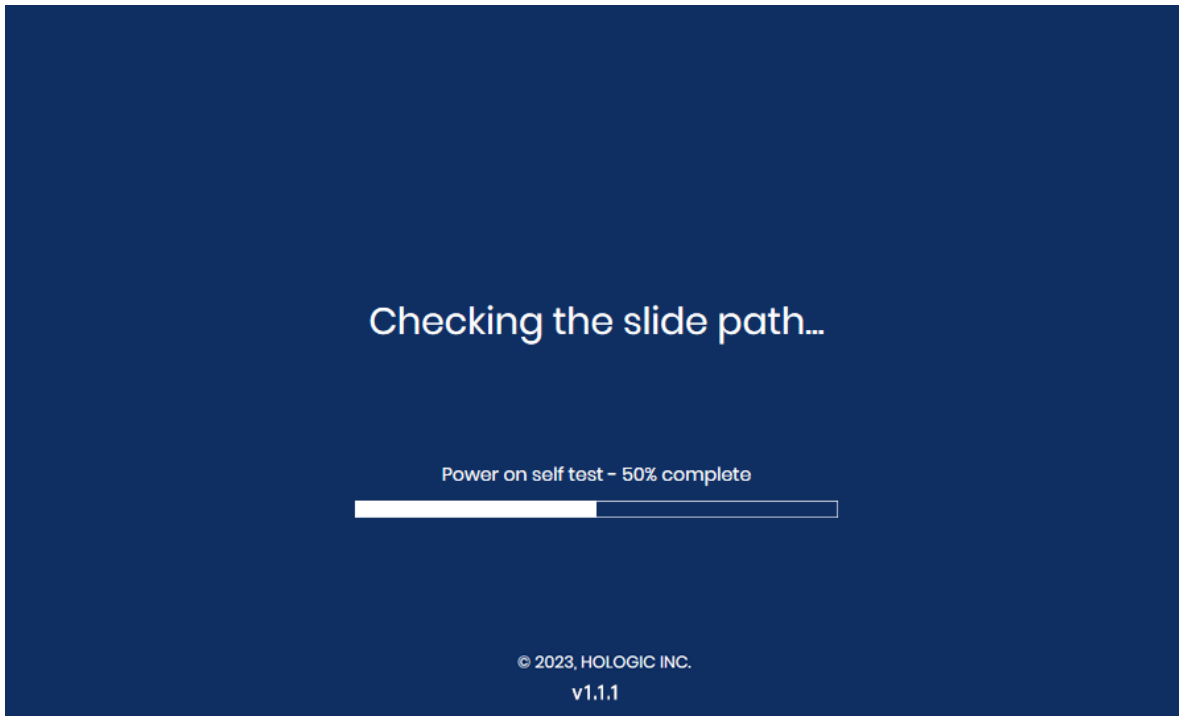 Checking the slide path...
Power on self test - 50% complete
© 2023, HOLOGIC INC.
v1.1.1